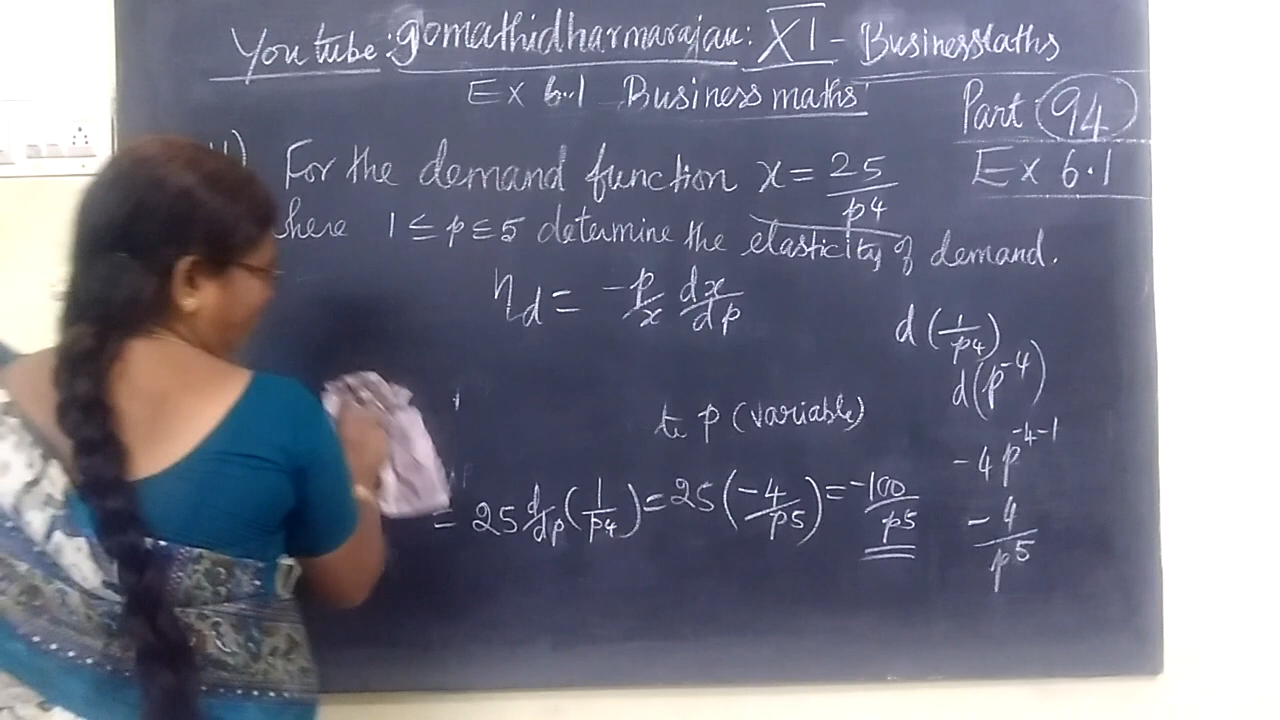 Youtube: gomathidharmarajan: XI - Businessmaths
Ex 6.1 Business maths
Part 94
Ex 6.1
For the demand function x = 25/p4
here 1 ≤ p ≤ 5 determine the elasticity of demand.
ηd = -p/x dx/dp
d(1/p4)
d(p^-4)
to p (variable)
-4p^-4-1
= 25 d/dp (1/p4) = 25 (-4/p5) = -100/p5
-4/p5